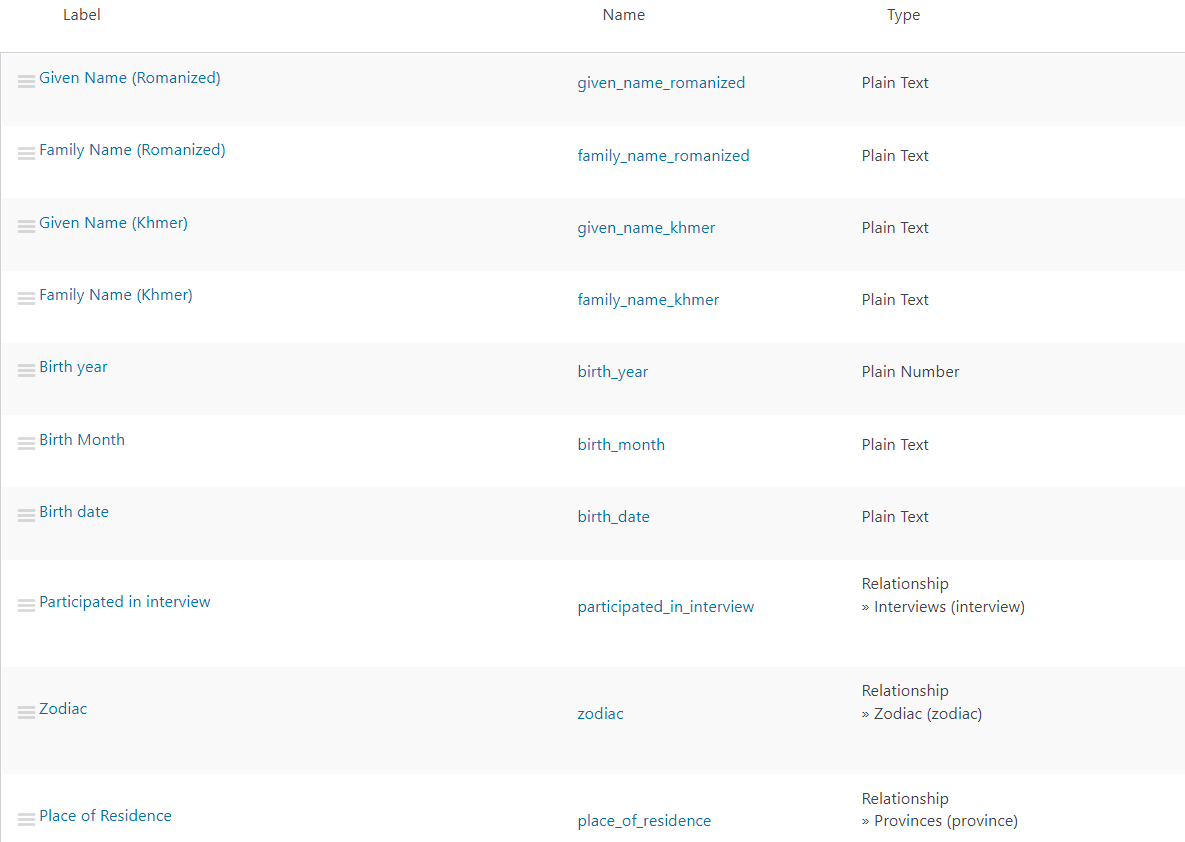 Label Name Type
Given Name (Romanized) given_name_romanized Plain Text
Family Name (Romanized) family_name_romanized Plain Text
Given Name (Khmer) given_name_khmer Plain Text
Family Name (Khmer) family_name_khmer Plain Text
Birth year birth_year Plain Number
Birth Month birth_month Plain Text
Birth date birth_date Plain Text
Participated in interview participated_in_interview Relationship
» Interviews (interview)
Zodiac zodiac Relationship
» Zodiac (zodiac)
Place of Residence place_of_residence Relationship
» Provinces (province)